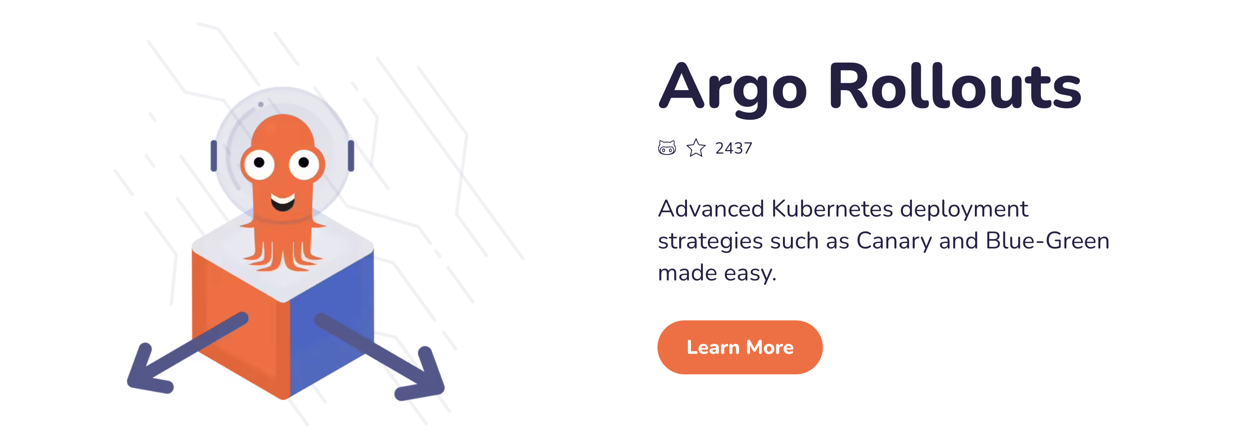 Argo Rollouts
2437
Advanced Kubernetes deployment
strategies such as Canary and Blue-Green
made easy.
Learn More